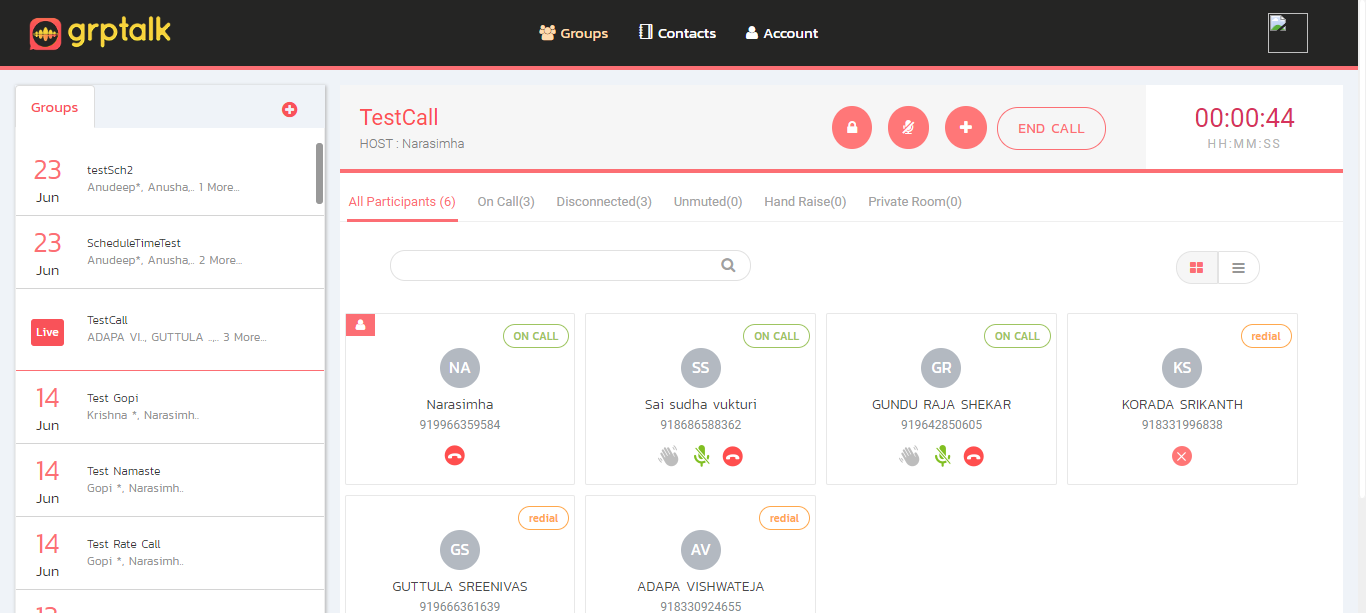 grptalk
Groups
Contacts
Account
Groups
23
Jun
testSch2
Anudeep*, Anusha,.. 1 More...
23
Jun
ScheduleTimeTest
Anudeep*, Anusha,.. 2 More...
Live
TestCall
ADAPA VI.., GUTTULA ..,.. 3 More...
14
Jun
Test Gopi
Krishna *, Narasimh..
14
Jun
Test Namaste
Gopi *, Narasimh..
14
Jun
Test Rate Call
Gopi *, Narasimh..
TestCall
HOST : Narasimha
END CALL
00:00:44
HH:MM:SS
All Participants (6)
On Call(3)
Disconnected(3)
Unmuted(0)
Hand Raise(0)
Private Room(0)
ON CALL
NA
Narasimha
919966359584
ON CALL
SS
Sai sudha vukturi
918686588362
ON CALL
GR
GUNDU RAJA SHEKAR
919642850605
redial
KS
KORADA SRIKANTH
918331996838
redial
GS
GUTTULA SREENIVAS
919666361639
redial
AV
ADAPA VISHWATEJA
918330924655